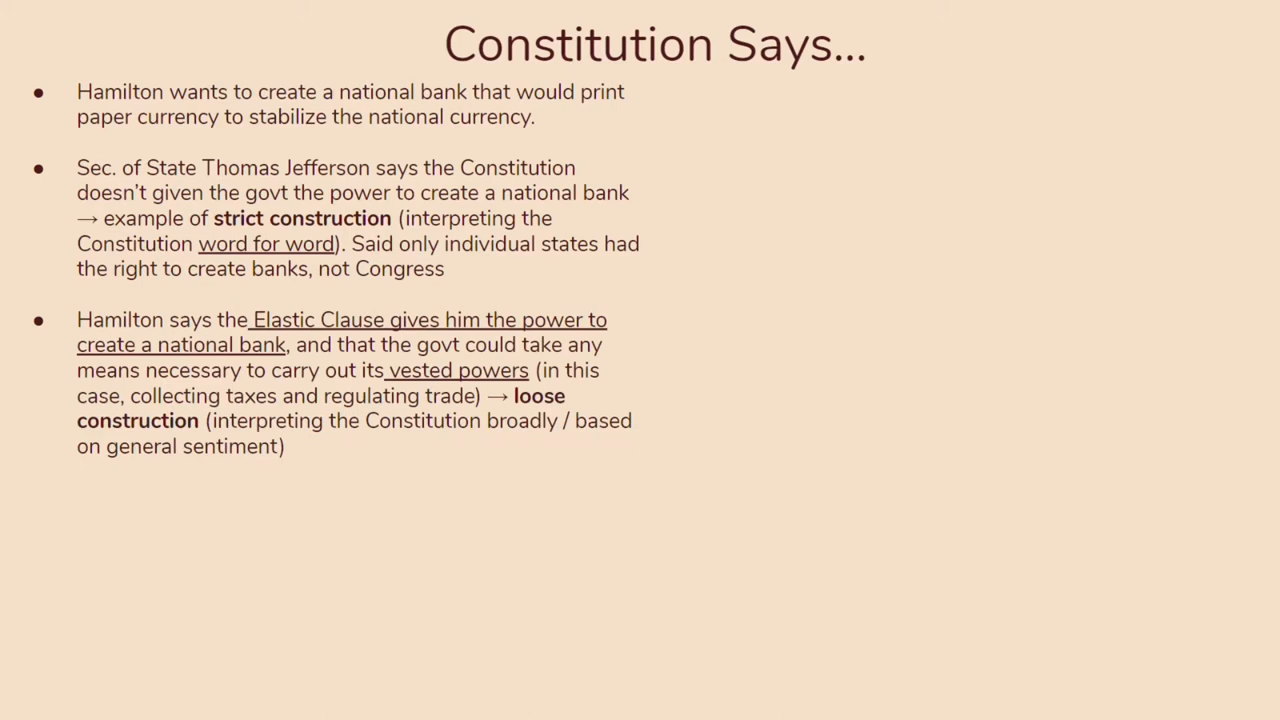 Constitution Says...
● Hamilton wants to create a national bank that would print
paper currency to stabilize the national currency.
● Sec. of State Thomas Jefferson says the Constitution
doesn’t given the govt the power to create a national bank
→ example of strict construction (interpreting the
Constitution word for word). Said only individual states had
the right to create banks, not Congress
● Hamilton says the Elastic Clause gives him the power to
create a national bank, and that the govt could take any
means necessary to carry out its vested powers (in this
case, collecting taxes and regulating trade) → loose
construction (interpreting the Constitution broadly / based
on general sentiment)